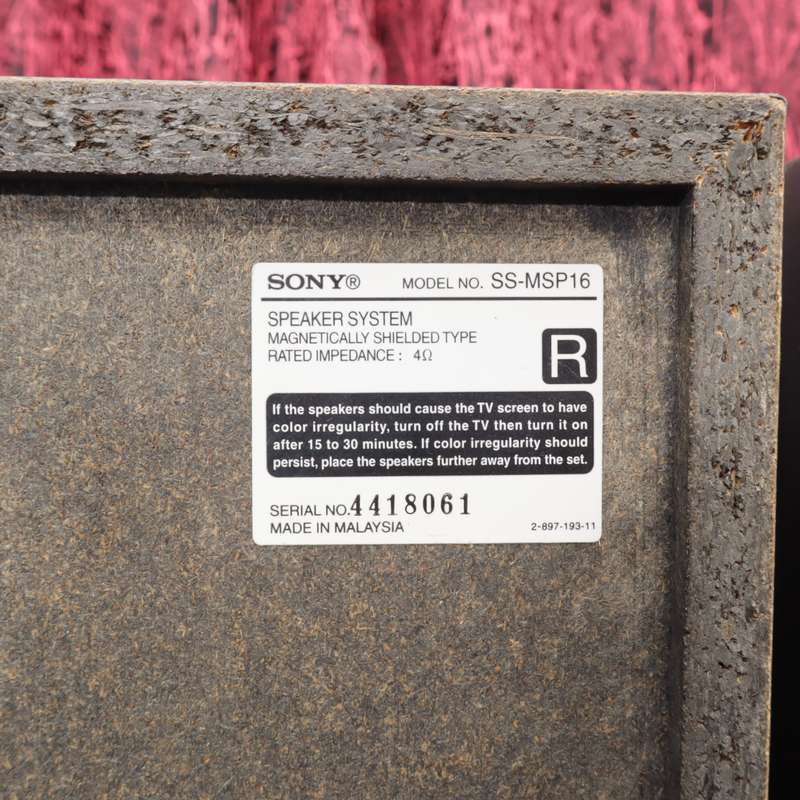 SONY® MODEL NO. SS-MSP16
SPEAKER SYSTEM
MAGNETICALLY SHIELDED TYPE
RATED IMPEDANCE : 4Ω
R
If the speakers should cause the TV screen to have
color irregularity, turn off the TV then turn it on
after 15 to 30 minutes. If color irregularity should
persist, place the speakers further away from the set.
SERIAL NO. 4418061
MADE IN MALAYSIA 2-897-193-11